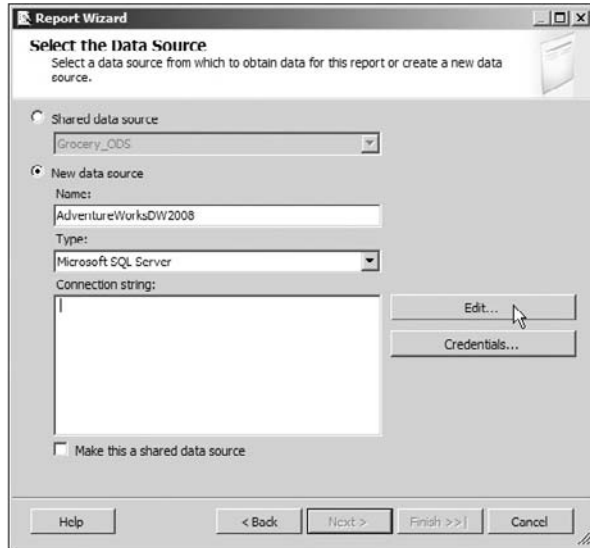 Report Wizard
Select the Data Source
Select a data source from which to obtain data for this report or create a new data
source.
Shared data source
Grocery_ODS
New data source
Name:
AdventureWorksDW2008
Type:
Microsoft SQL Server
Connection string:
Edit...
Credentials...
Make this a shared data source
Help
< Back
Next >
Finish >>|
Cancel